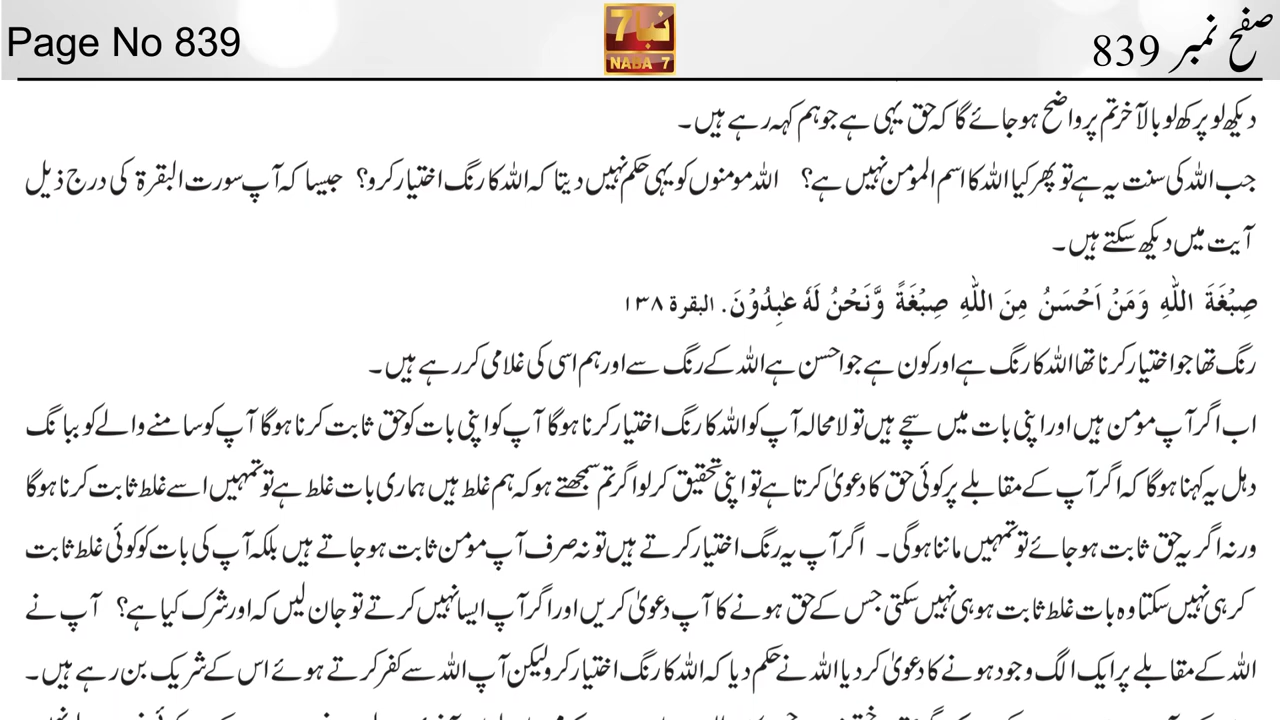 Page No 839
نبا 7
NABA 7
صفحہ نمبر 839
دیکھ لو پرکھ لو بالآخر تم پر واضح ہو جائے گا کہ حق یہی ہے جو ہم کہہ رہے ہیں۔
جب اللہ کی سنت یہ ہے تو پھر کیا اللہ کا اسم المومن نہیں ہے؟ اللہ مومنوں کو یہی حکم نہیں دیتا کہ اللہ کا رنگ اختیار کرو؟ جیسا کہ آپ سورت البقرۃ کی درج ذیل
آیت میں دیکھ سکتے ہیں۔
صِبْغَةَ اللّٰهِ وَمَنْ اَحْسَنُ مِنَ اللّٰهِ صِبْغَةً وَّنَحْنُ لَهٗ عٰبِدُوْنَ. البقرة ١٣٨
رنگ تھا جو اختیار کرنا تھا اللہ کا رنگ ہے اور کون ہے جو احسن ہے اللہ کے رنگ سے اور ہم اسی کی غلامی کر رہے ہیں۔
اب اگر آپ مومن ہیں اور اپنی بات میں سچے ہیں تو لا محالہ آپ کو اللہ کا رنگ اختیار کرنا ہوگا آپ کو اپنی بات کو حق ثابت کرنا ہوگا آپ کو سامنے والے کو ببانگ
دہل یہ کہنا ہوگا کہ اگر آپ کے مقابلے پر کوئی حق کا دعویٰ کرتا ہے تو اپنی تحقیق کر لو اگر تم سمجھتے ہو کہ ہم غلط ہیں ہماری بات غلط ہے تو تمہیں اسے غلط ثابت کرنا ہوگا
ورنہ اگر یہ حق ثابت ہو جائے تو تمہیں ماننا ہوگی۔ اگر آپ یہ رنگ اختیار کرتے ہیں تو نہ صرف آپ مومن ثابت ہو جاتے ہیں بلکہ آپ کی بات کو کوئی غلط ثابت
کر ہی نہیں سکتا وہ بات غلط ثابت ہو ہی نہیں سکتی جس کے حق ہونے کا آپ دعویٰ کریں اور اگر آپ ایسا نہیں کرتے تو جان لیں کہ اور شرک کیا ہے؟ آپ نے
اللہ کے مقابلے پر ایک الگ وجود ہونے کا دعویٰ کر دیا اللہ نے حکم دیا کہ اللہ کا رنگ اختیار کرو لیکن آپ اللہ سے کفر کرتے ہوئے اس کے شریک بن رہے ہیں۔